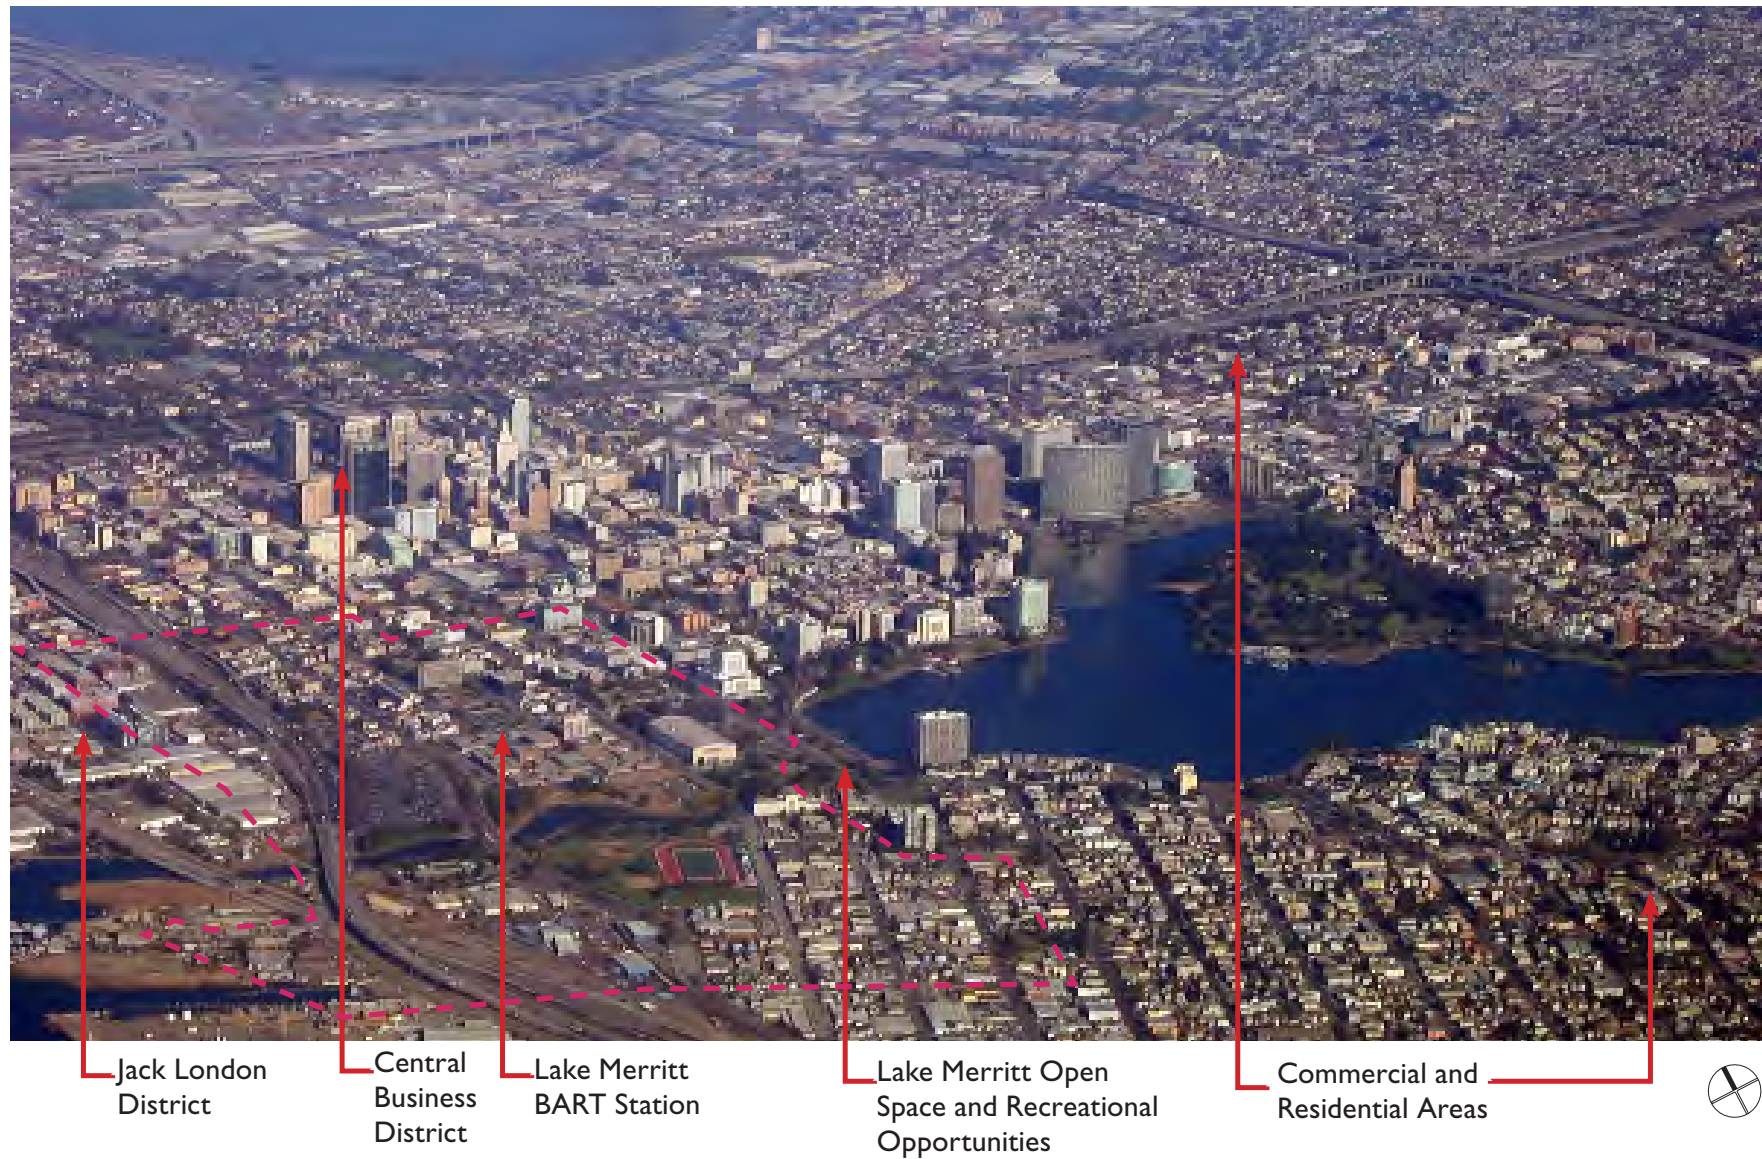 Jack London
District
Central
Business
District
Lake Merritt
BART Station
Lake Merritt Open
Space and Recreational
Opportunities
Commercial and
Residential Areas